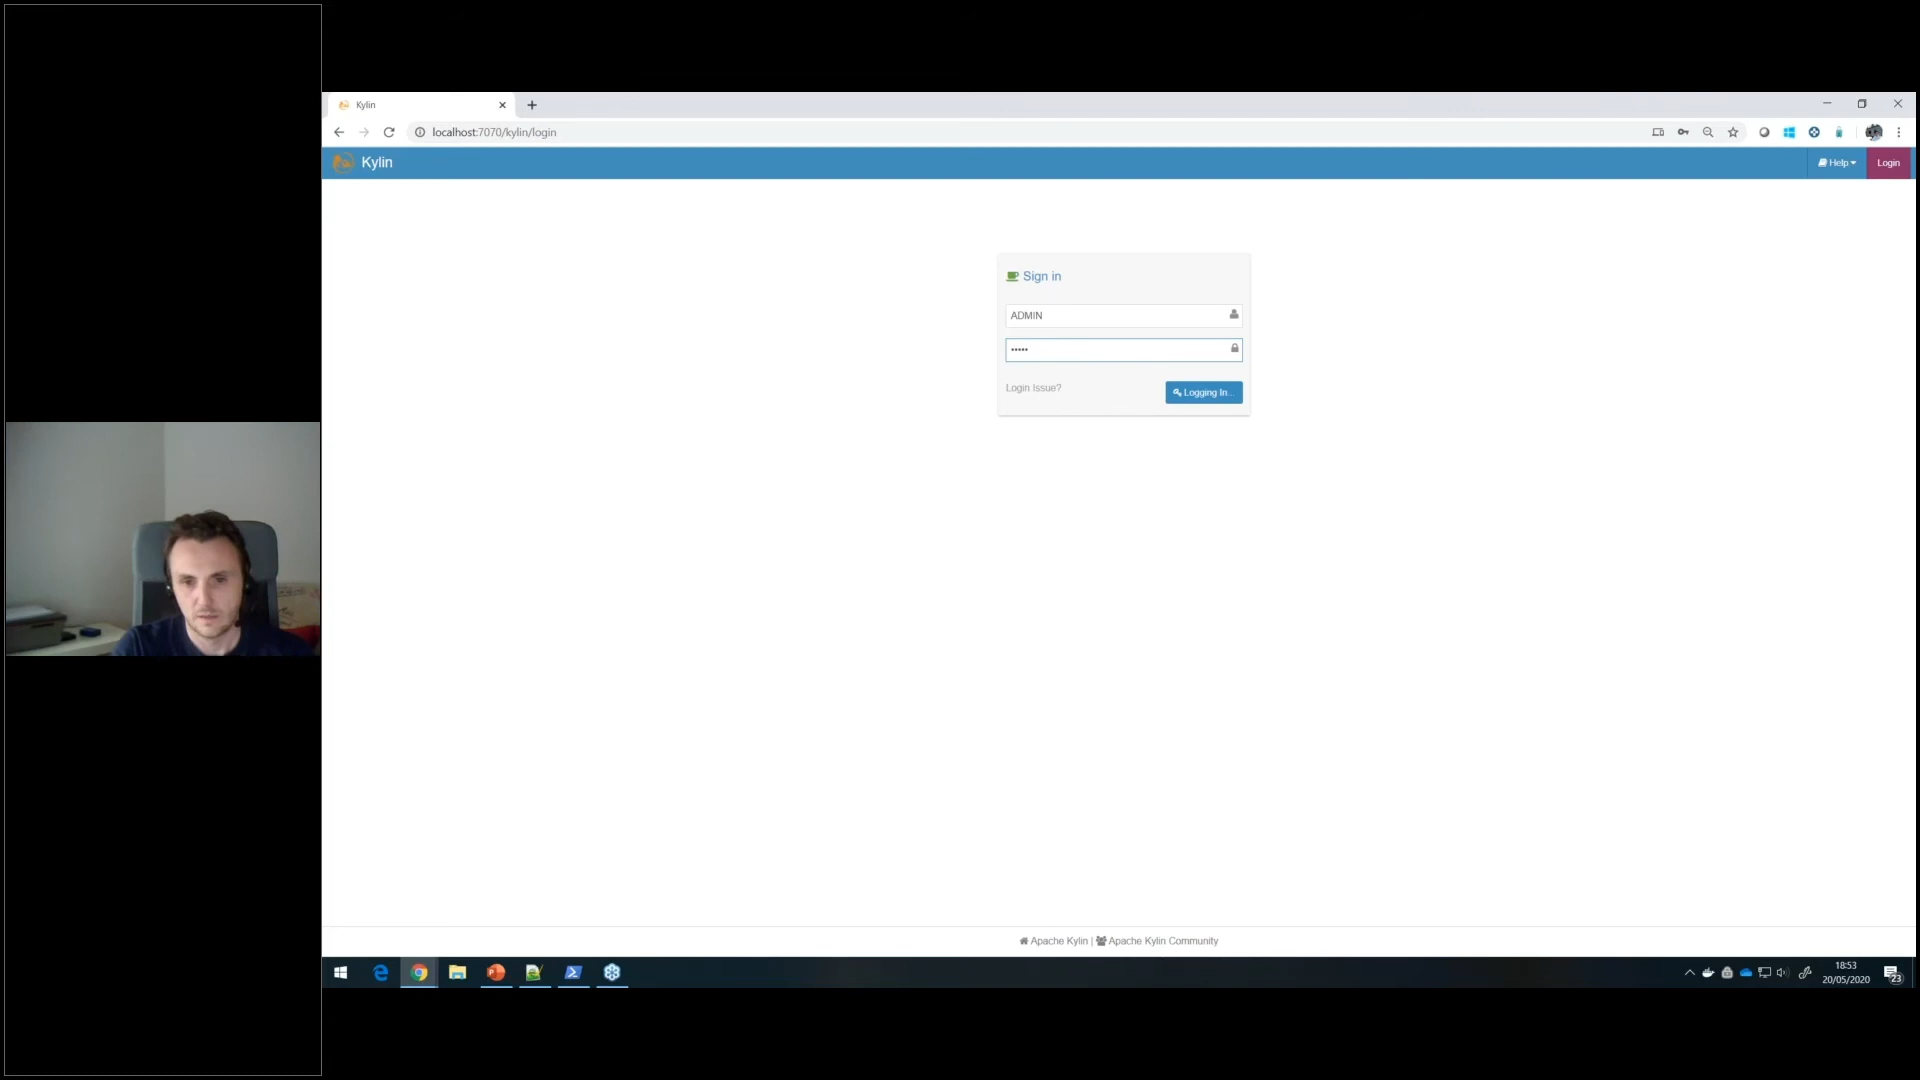 Kylin
localhost:7070/kylin/login
Kylin
Help
Login
Sign in
ADMIN
•••••
Login Issue?
Logging In...
Apache Kylin | Apache Kylin Community
18:53
20/05/2020
23